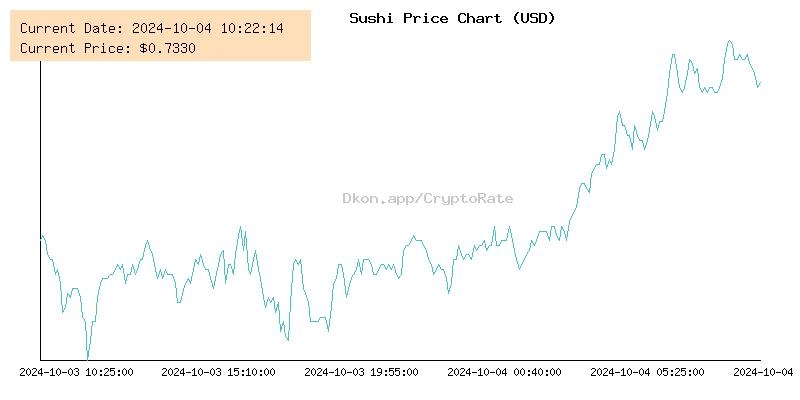 Sushi Price Chart (USD)
Current Date: 2024-10-04 10:22:14
Current Price: $0.7330
Dkon.app/CryptoRate
2024-10-03 10:25:00 2024-10-03 15:10:00 2024-10-03 19:55:00 2024-10-04 00:40:00 2024-10-04 05:25:00 2024-10-04